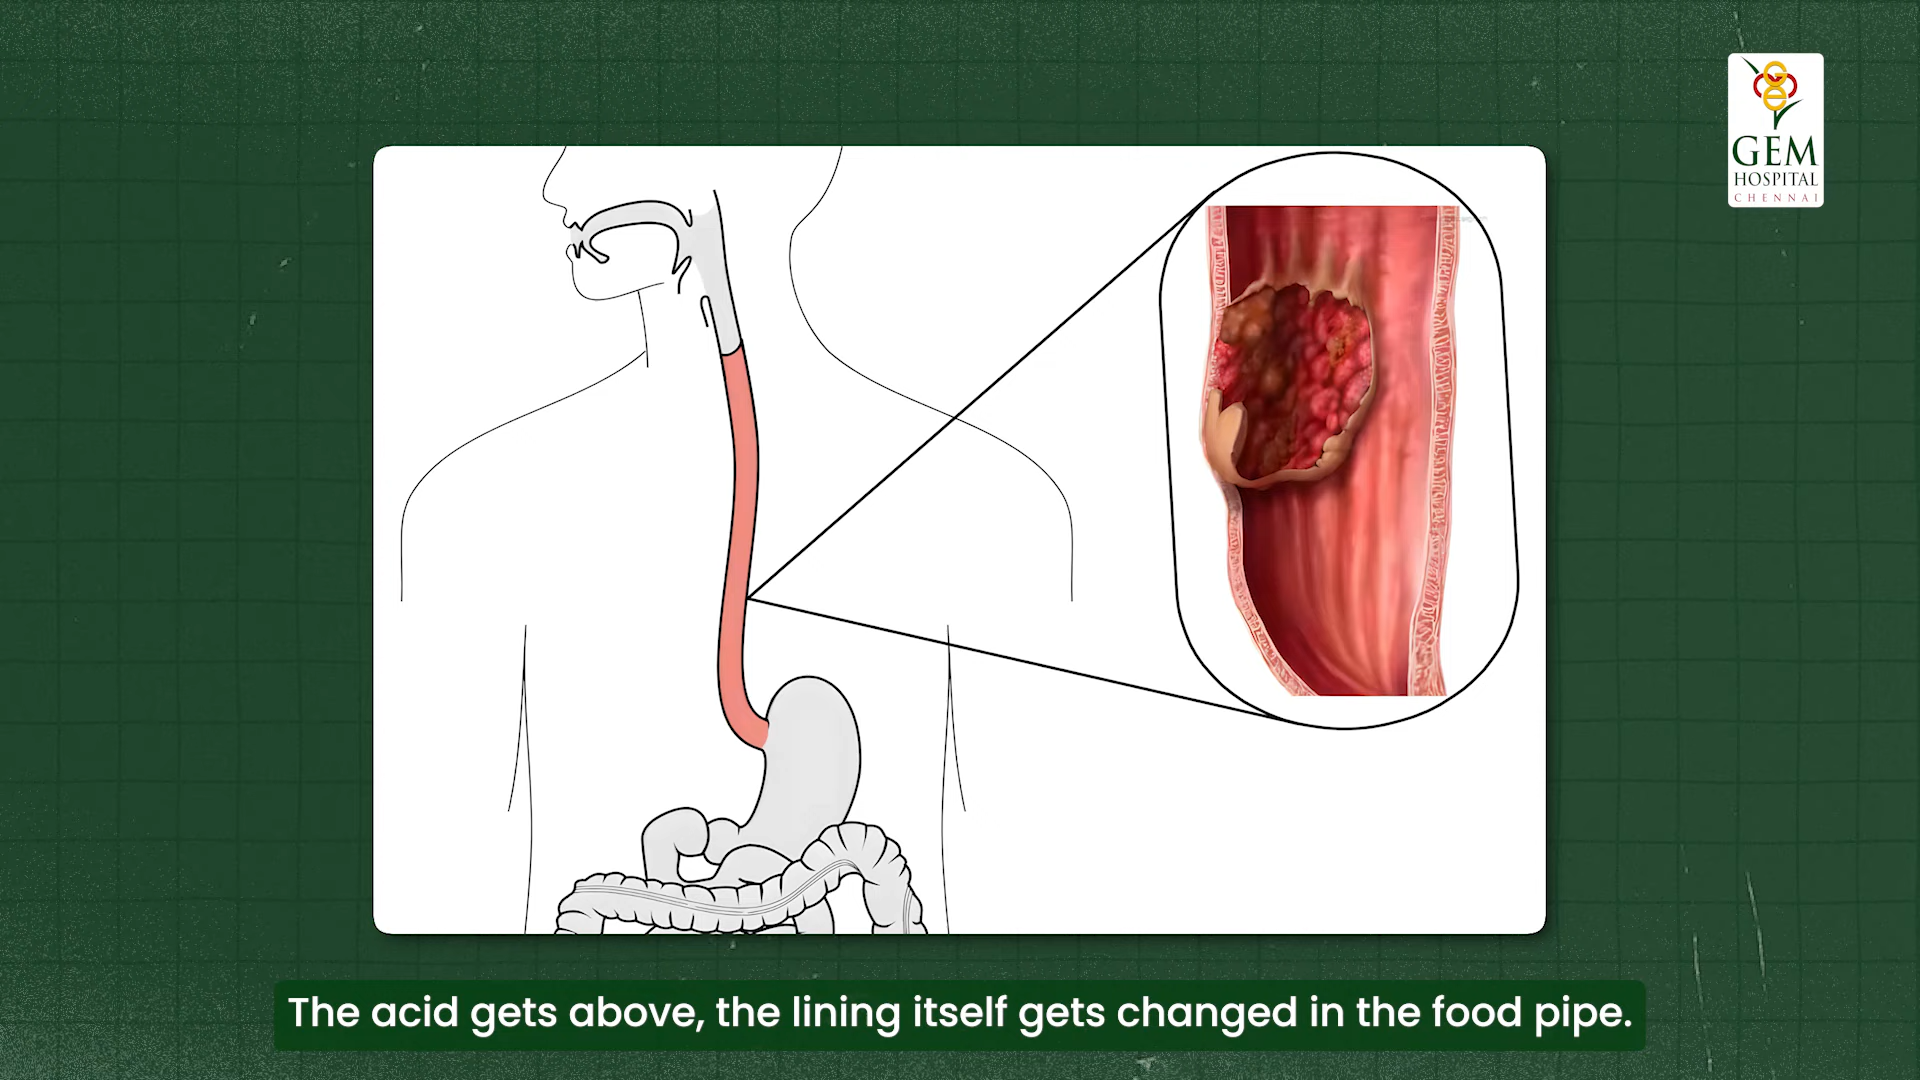 GEM
HOSPITAL
CHENNAI
The acid gets above, the lining itself gets changed in the food pipe.